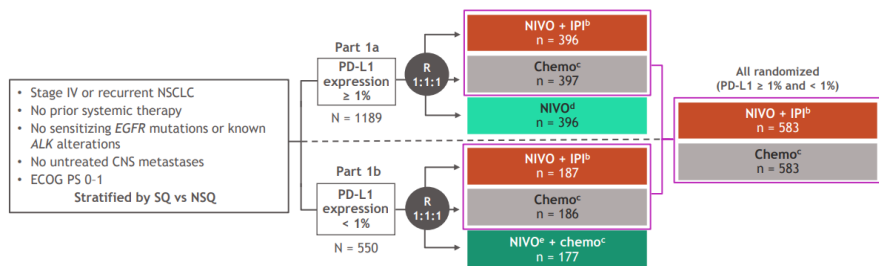 • Stage IV or recurrent NSCLC
• No prior systemic therapy
• No sensitizing EGFR mutations or known
ALK alterations
• No untreated CNS metastases
• ECOG PS 0–1
Stratified by SQ vs NSQ
Part 1a
PD-L1
expression
≥ 1%
N = 1189
R
1:1:1
NIVO + IPIᵇ
n = 396
Chemoᶜ
n = 397
NIVOᵈ
n = 396
Part 1b
PD-L1
expression
< 1%
N = 550
R
1:1:1
NIVO + IPIᵇ
n = 187
Chemoᶜ
n = 186
NIVOᵉ + chemoᶜ
n = 177
All randomized
(PD-L1 ≥ 1% and < 1%)
NIVO + IPIᵇ
n = 583
Chemoᶜ
n = 583